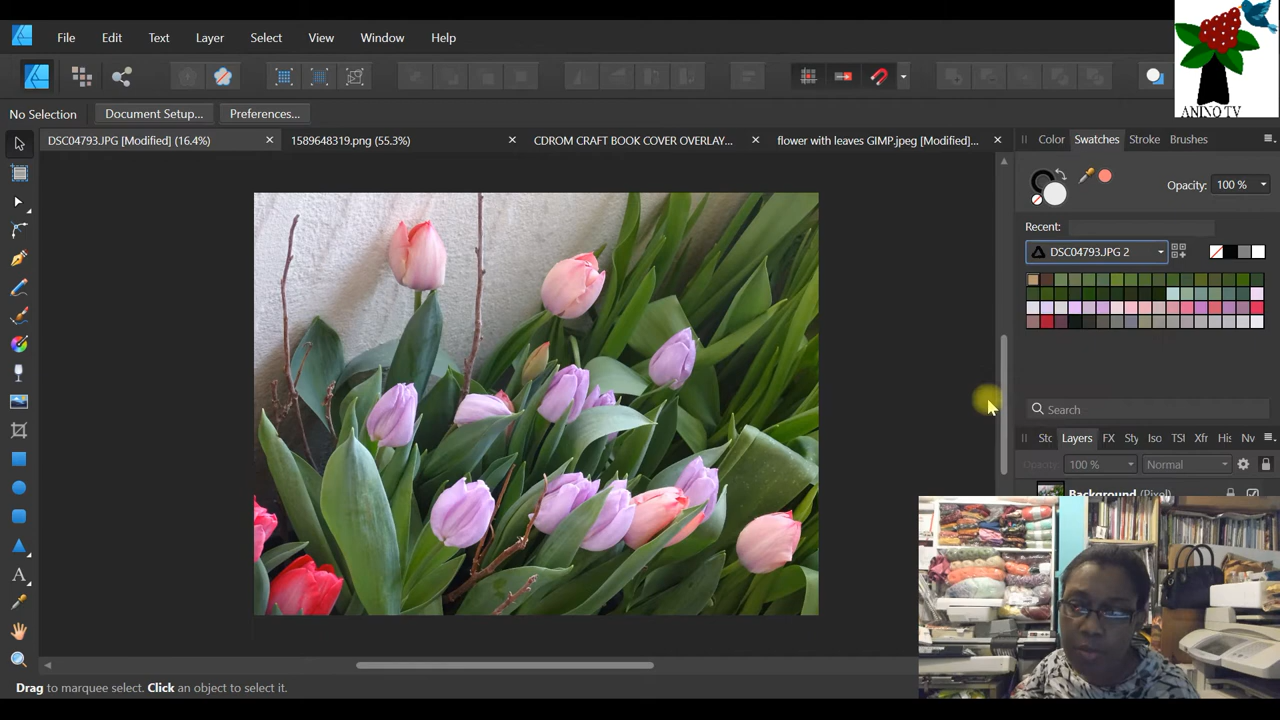 File Edit Text Layer Select View Window Help
No Selection Document Setup... Preferences...
DSC04793.JPG [Modified] (16.4%) 1589648319.png (55.3%) CDROM CRAFT BOOK COVER OVERLAY... flower with leaves GIMP.jpeg [Modified]...
ANIXO TV
Color Swatches Stroke Brushes
Opacity: 100 %
Recent:
DSC04793.JPG 2
Search
Stc Layers FX Sty Iso TSI Xfr His Nv
Opacity: 100 % Normal
Background (Pixel)
Drag to marquee select. Click an object to select it.